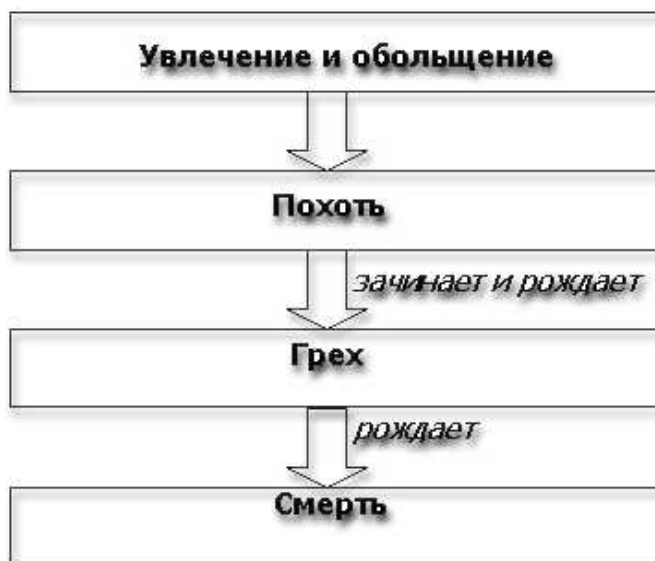 Увлечение и обольщение
Похоть
зачинает и рождает
Грех
рождает
Смерть